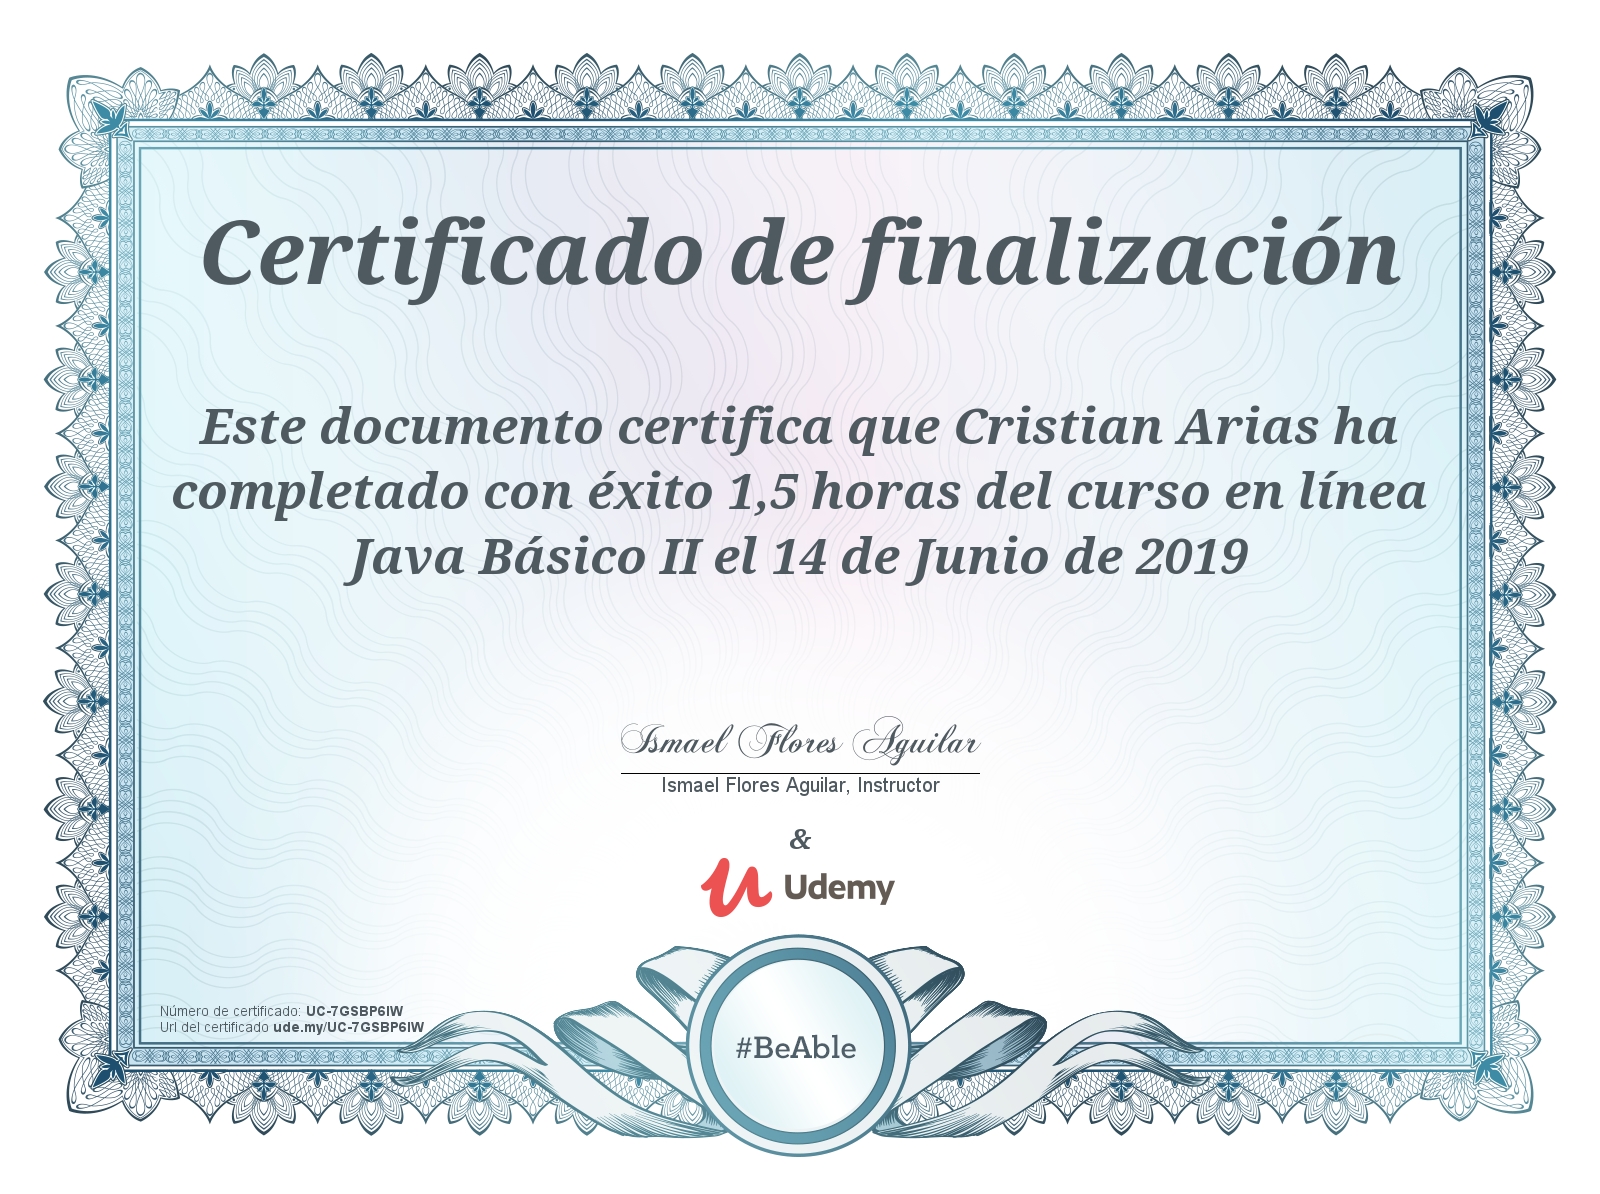 Certificado de finalización
Este documento certifica que Cristian Arias ha
completado con éxito 1,5 horas del curso en línea
Java Básico II el 14 de Junio de 2019
Ismael Flores Aguilar
Ismael Flores Aguilar, Instructor
&
Udemy
#BeAble
Número de certificado: UC-7GSBP6IW
Url del certificado ude.my/UC-7GSBP6IW